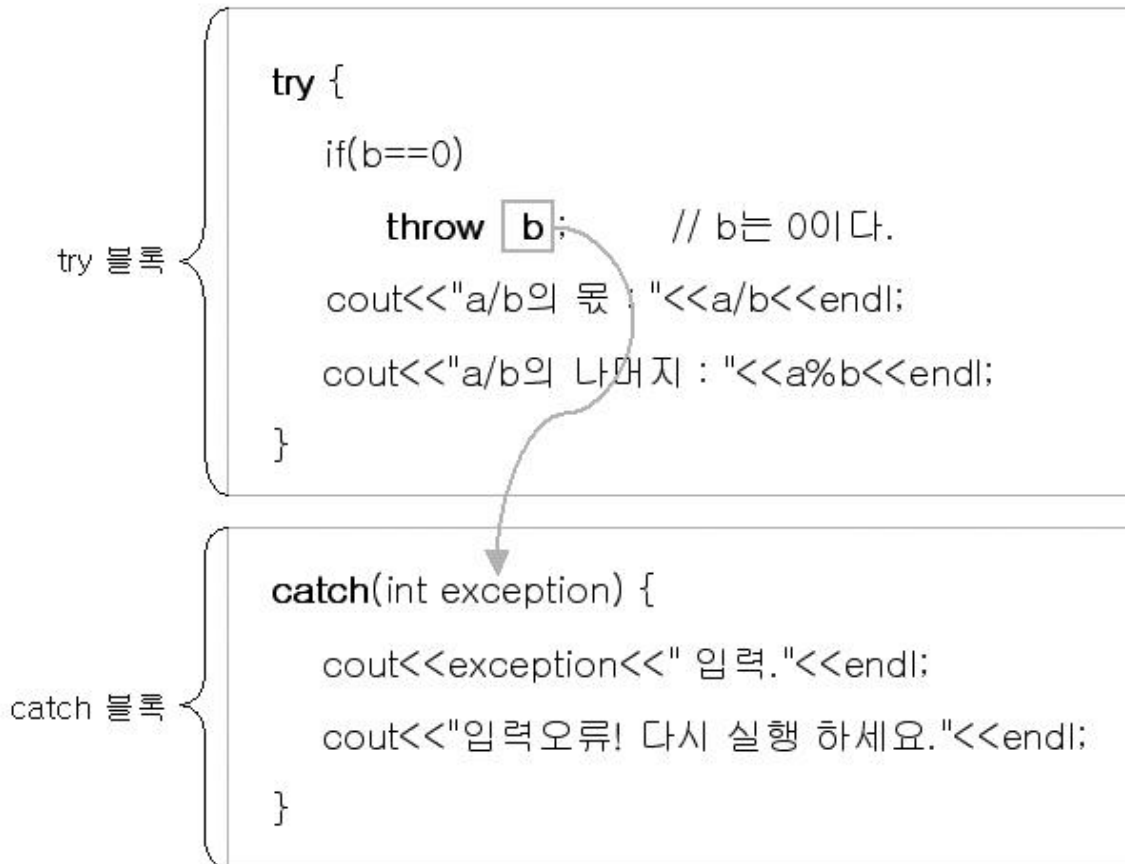 try {
if(b==0)
throw b ; // b는 0이다.
try 블록
cout<<"a/b의 몫 : "<<a/b<<endl;
cout<<"a/b의 나머지 : "<<a%b<<endl;
}
catch(int exception) {
cout<<exception<<" 입력."<<endl;
catch 블록
cout<<"입력오류! 다시 실행 하세요."<<endl;
}